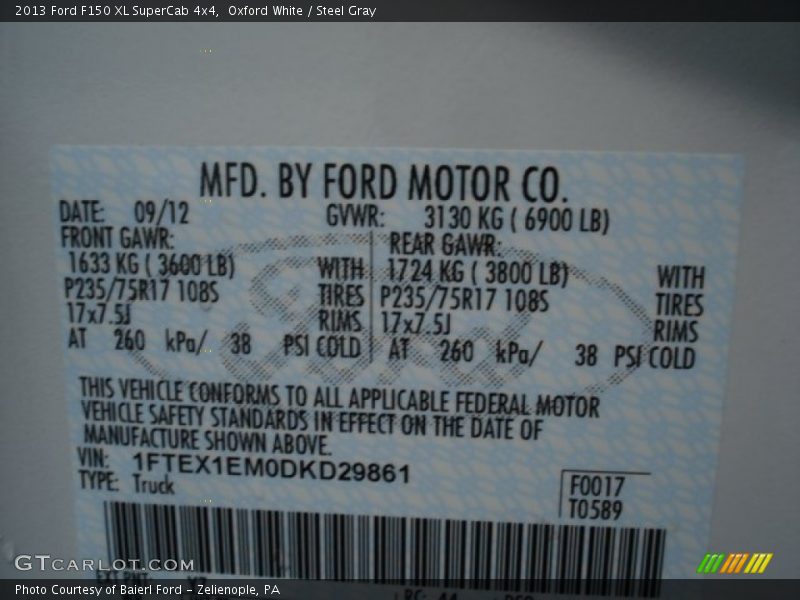 2013 Ford F150 XL SuperCab 4x4, Oxford White / Steel Gray
MFD. BY FORD MOTOR CO.
DATE: 09/12 GVWR: 3130 KG ( 6900 LB)
FRONT GAWR: REAR GAWR:
1633 KG ( 3600 LB) WITH 1724 KG ( 3800 LB) WITH
P235/75R17 108S TIRES P235/75R17 108S TIRES
17x7.5J RIMS 17x7.5J RIMS
AT 260 kPa/ 38 PSI COLD AT 260 kPa/ 38 PSI COLD
THIS VEHICLE CONFORMS TO ALL APPLICABLE FEDERAL MOTOR
VEHICLE SAFETY STANDARDS IN EFFECT ON THE DATE OF
MANUFACTURE SHOWN ABOVE.
VIN: 1FTEX1EM0DKD29861
TYPE: Truck
F0017
T0589
GTCARLOT.COM
Photo Courtesy of Baierl Ford - Zelienople, PA